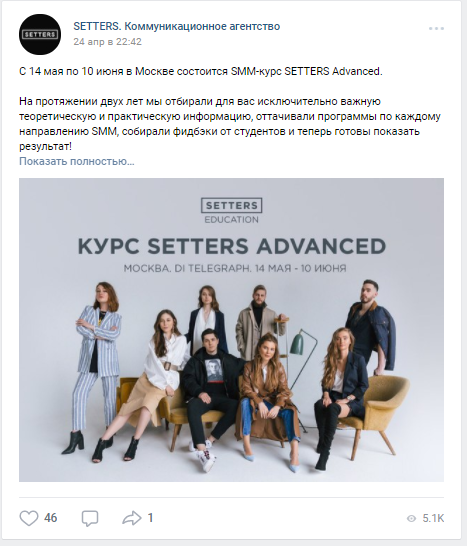 SETTERS
SETTERS. Коммуникационное агентство
24 апр в 22:42
С 14 мая по 10 июня в Москве состоится SMM-курс SETTERS Advanced.
На протяжении двух лет мы отбирали для вас исключительно важную
теоретическую и практическую информацию, оттачивали программы по каждому
направлению SMM, собирали фидбэки от студентов и теперь готовы показать
результат!
Показать полностью...
SETTERS
EDUCATION
КУРС SETTERS ADVANCED
МОСКВА. DI TELEGRAPH. 14 МАЯ - 10 ИЮНЯ
46
1
5.1K